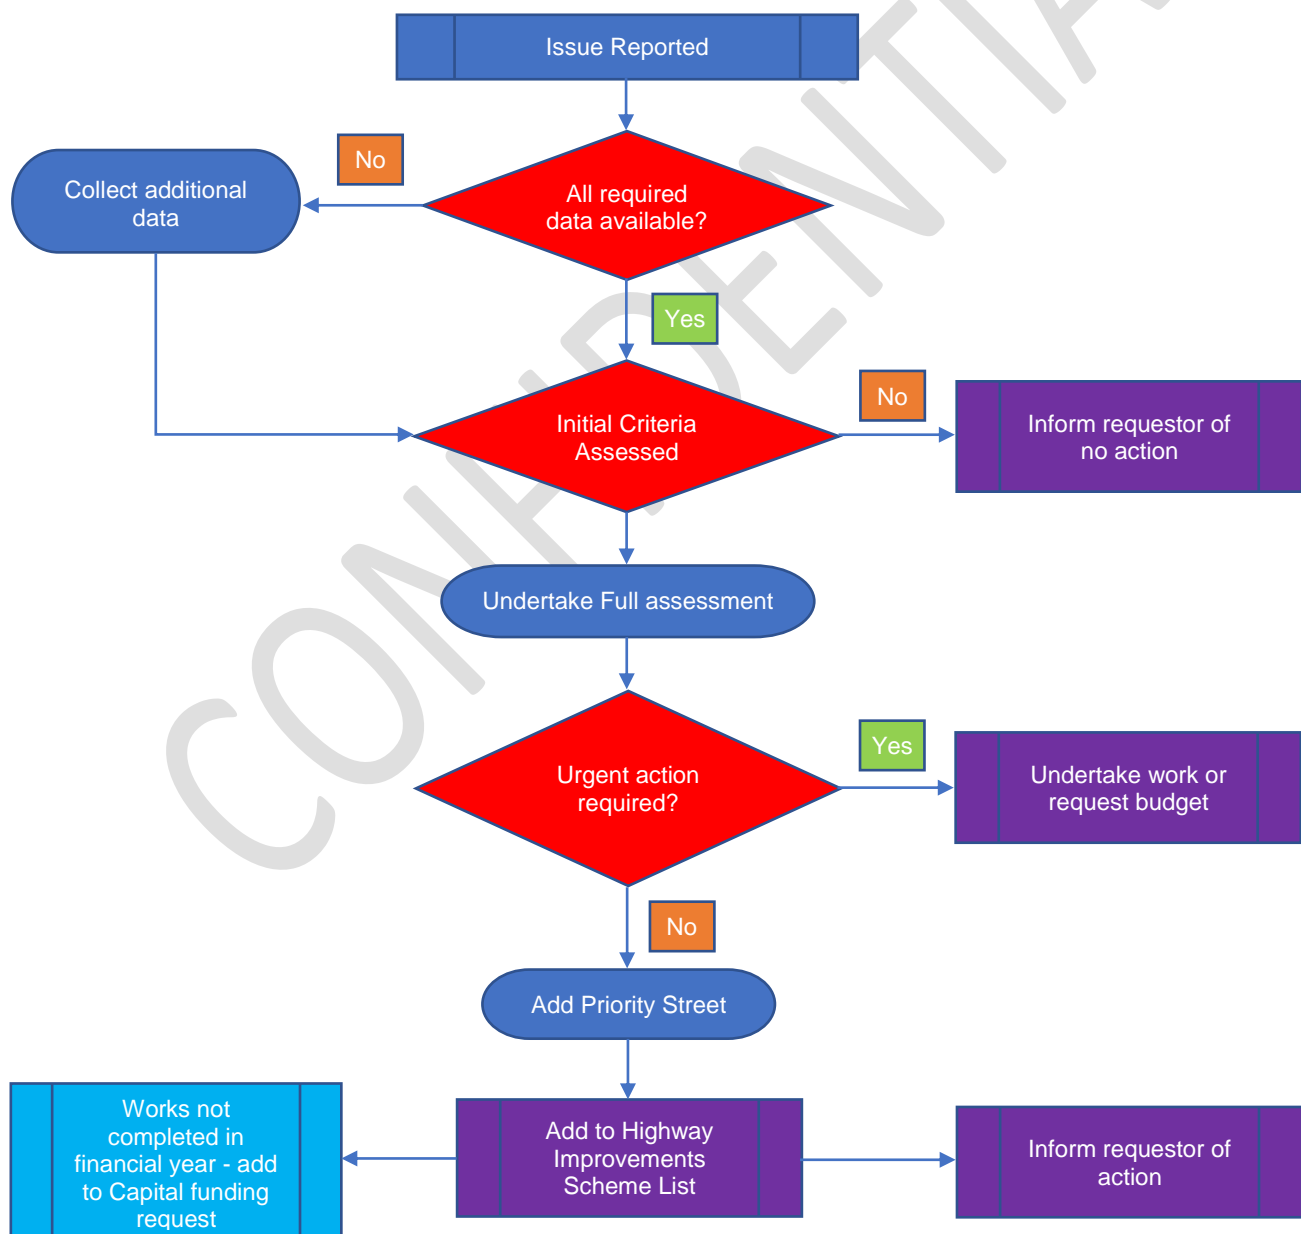 Issue Reported
No
All required
data available?
Collect additional
data
Yes
Initial Criteria
Assessed
No
Inform requestor of
no action
Undertake Full assessment
Urgent action
required?
Yes
Undertake work or
request budget
No
Add Priority Street
Works not
completed in
financial year - add
to Capital funding
request
Add to Highway
Improvements
Scheme List
Inform requestor of
action
CONFIDENTIA